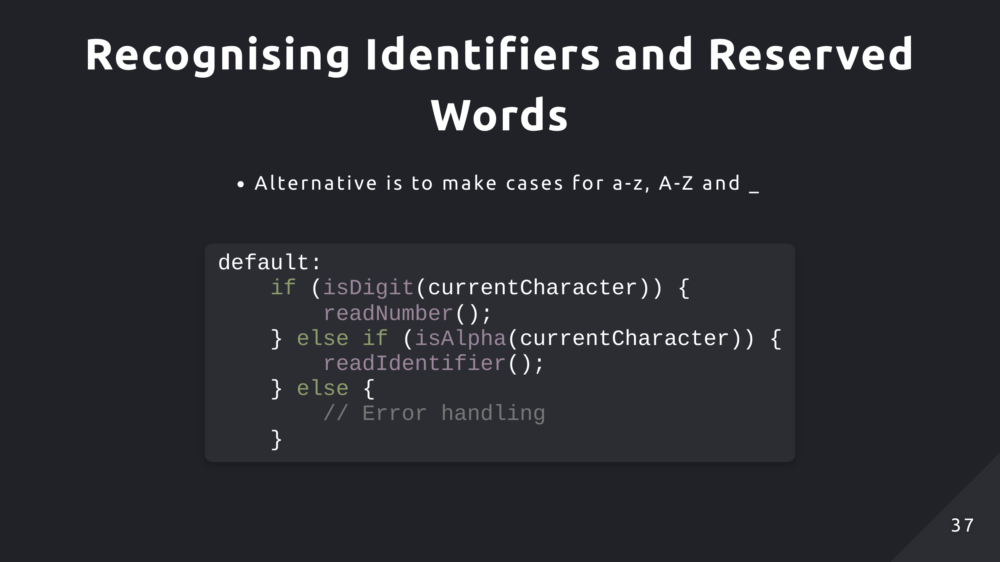 Recognising Identifiers and Reserved
Words
• Alternative is to make cases for a-z, A-Z and _
default:
    if (isDigit(currentCharacter)) {
        readNumber();
    } else if (isAlpha(currentCharacter)) {
        readIdentifier();
    } else {
        // Error handling
    }
37